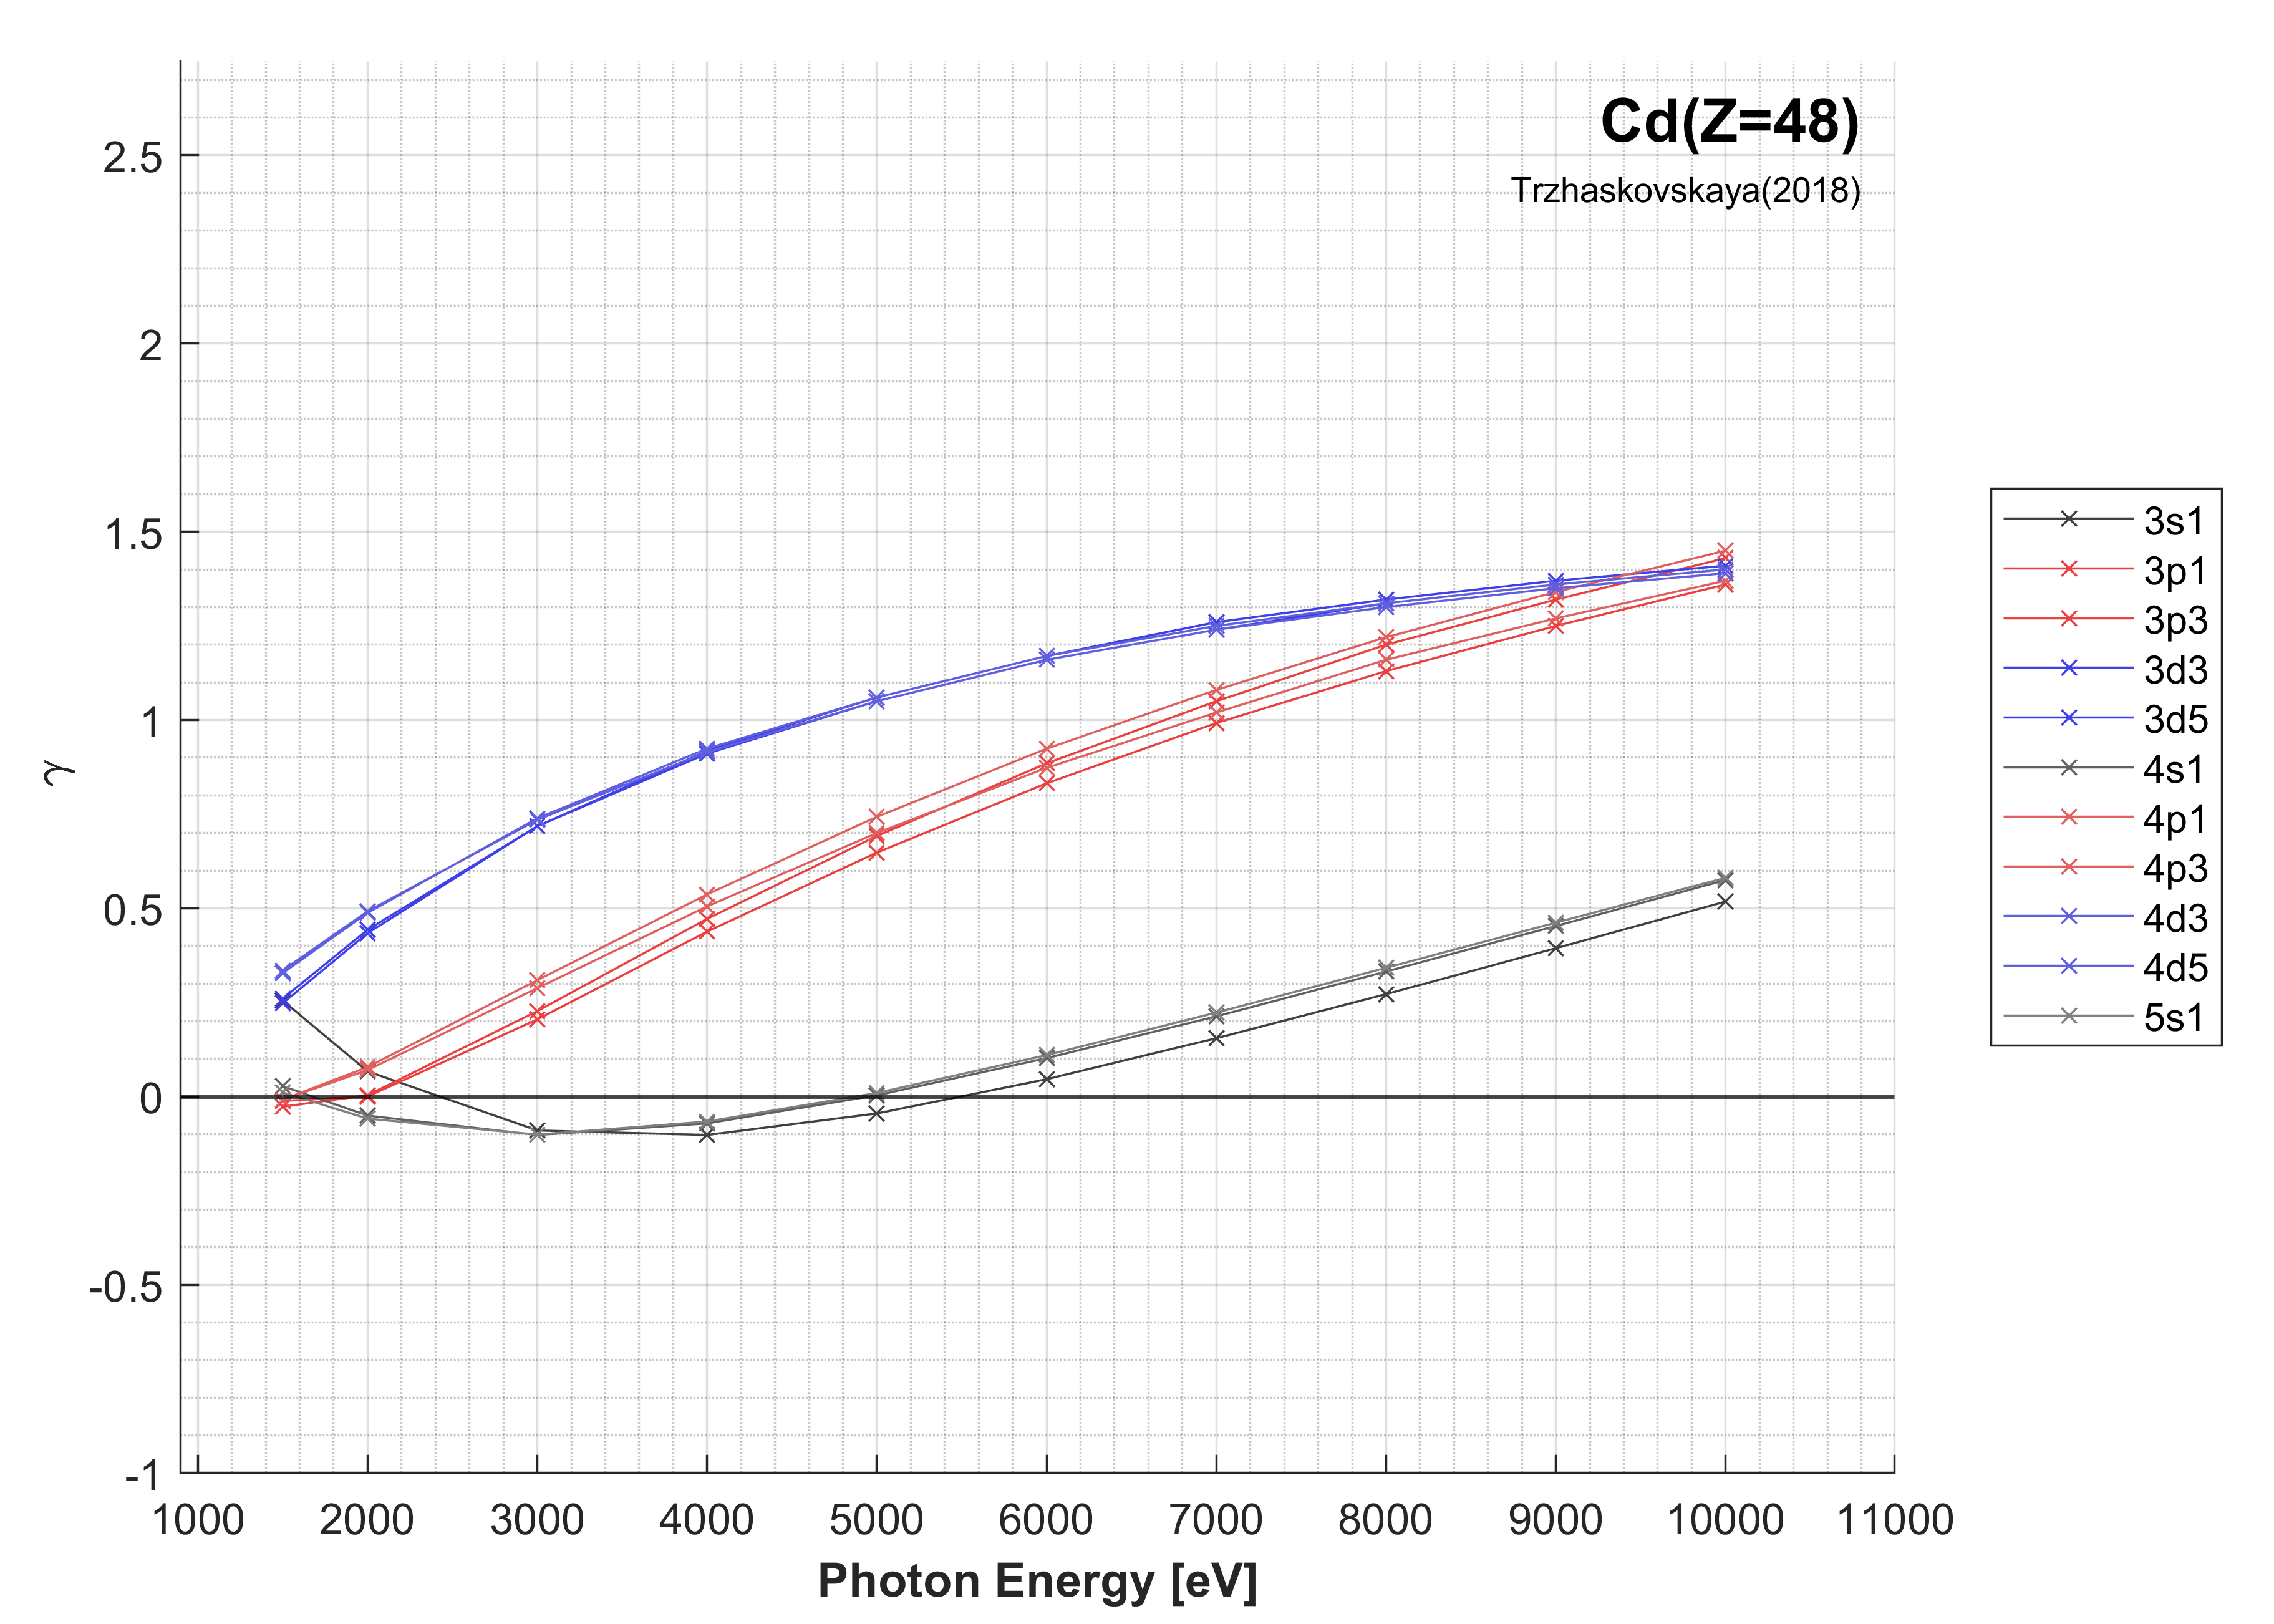 Cd(Z=48)
Trzhaskovskaya(2018)
2.5
2
1.5
1
0.5
0
-0.5
-1
γ
1000 2000 3000 4000 5000 6000 7000 8000 9000 10000 11000
Photon Energy [eV]
3s1
3p1
3p3
3d3
3d5
4s1
4p1
4p3
4d3
4d5
5s1